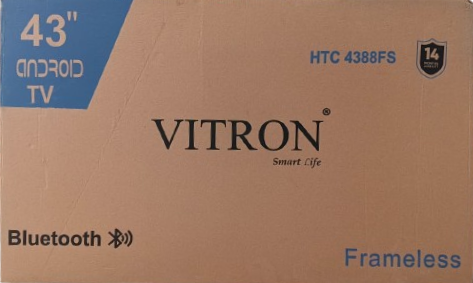 43"
ANDROID
TV
HTC 4388FS
14
VITRON®
Smart Life
Bluetooth
Frameless